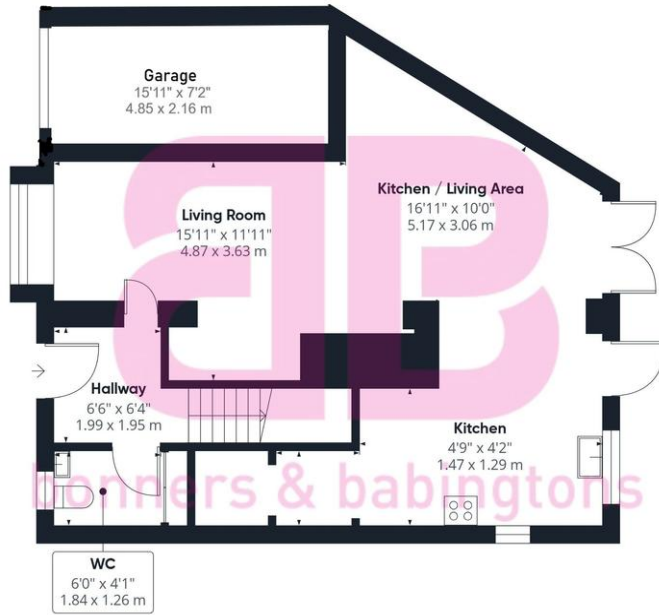 Garage
15'11" x 7'2"
4.85 x 2.16 m
Kitchen / Living Area
16'11" x 10'0"
5.17 x 3.06 m
Living Room
15'11" x 11'11"
4.87 x 3.63 m
Hallway
6'6" x 6'4"
1.99 x 1.95 m
Kitchen
4'9" x 4'2"
1.47 x 1.29 m
bonners & babingtons
WC
6'0" x 4'1"
1.84 x 1.26 m